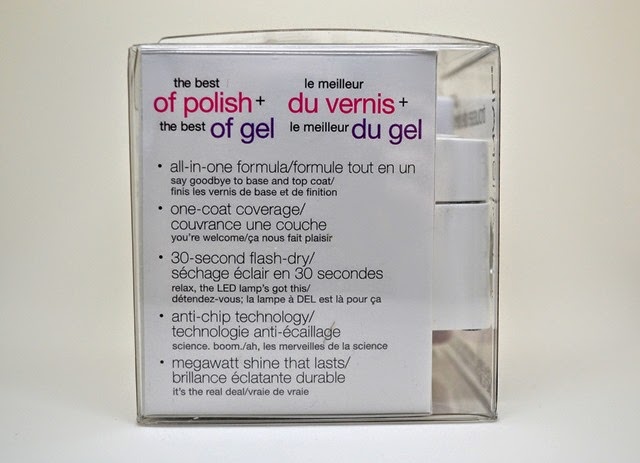 the best
of polish+
the best of gel
le meilleur
du vernis+
le meilleur du gel
• all-in-one formula/formule tout en un
say goodbye to base and top coat/
finis les vernis de base et de finition
• one-coat coverage/
couvrance une couche
you're welcome/ça nous fait plaisir
• 30-second flash-dry/
séchage éclair en 30 secondes
relax, the LED lamp's got this/
détendez-vous; la lampe à DEL est là pour ça
• anti-chip technology/
technologie anti-écaillage
science. boom./ah, les merveilles de la science
• megawatt shine that lasts/
brillance éclatante durable
it's the real deal/vraie de vraie